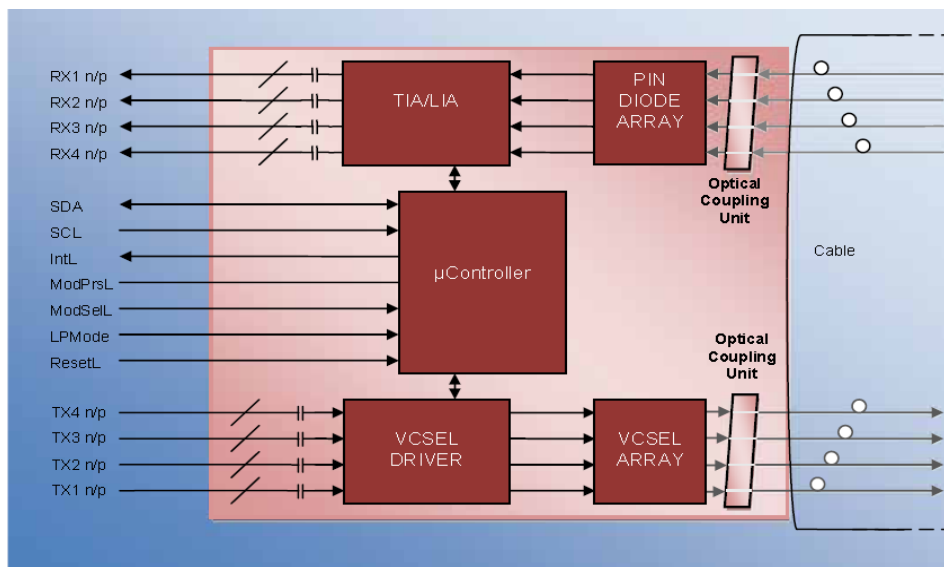 RX1 n/p
RX2 n/p
RX3 n/p
RX4 n/p
TIA/LIA
PIN
DIODE
ARRAY
Optical
Coupling
Unit
SDA
SCL
IntL
ModPrsL
ModSelL
LPMode
ResetL
µController
Cable
Optical
Coupling
Unit
TX4 n/p
TX3 n/p
TX2 n/p
TX1 n/p
VCSEL
DRIVER
VCSEL
ARRAY